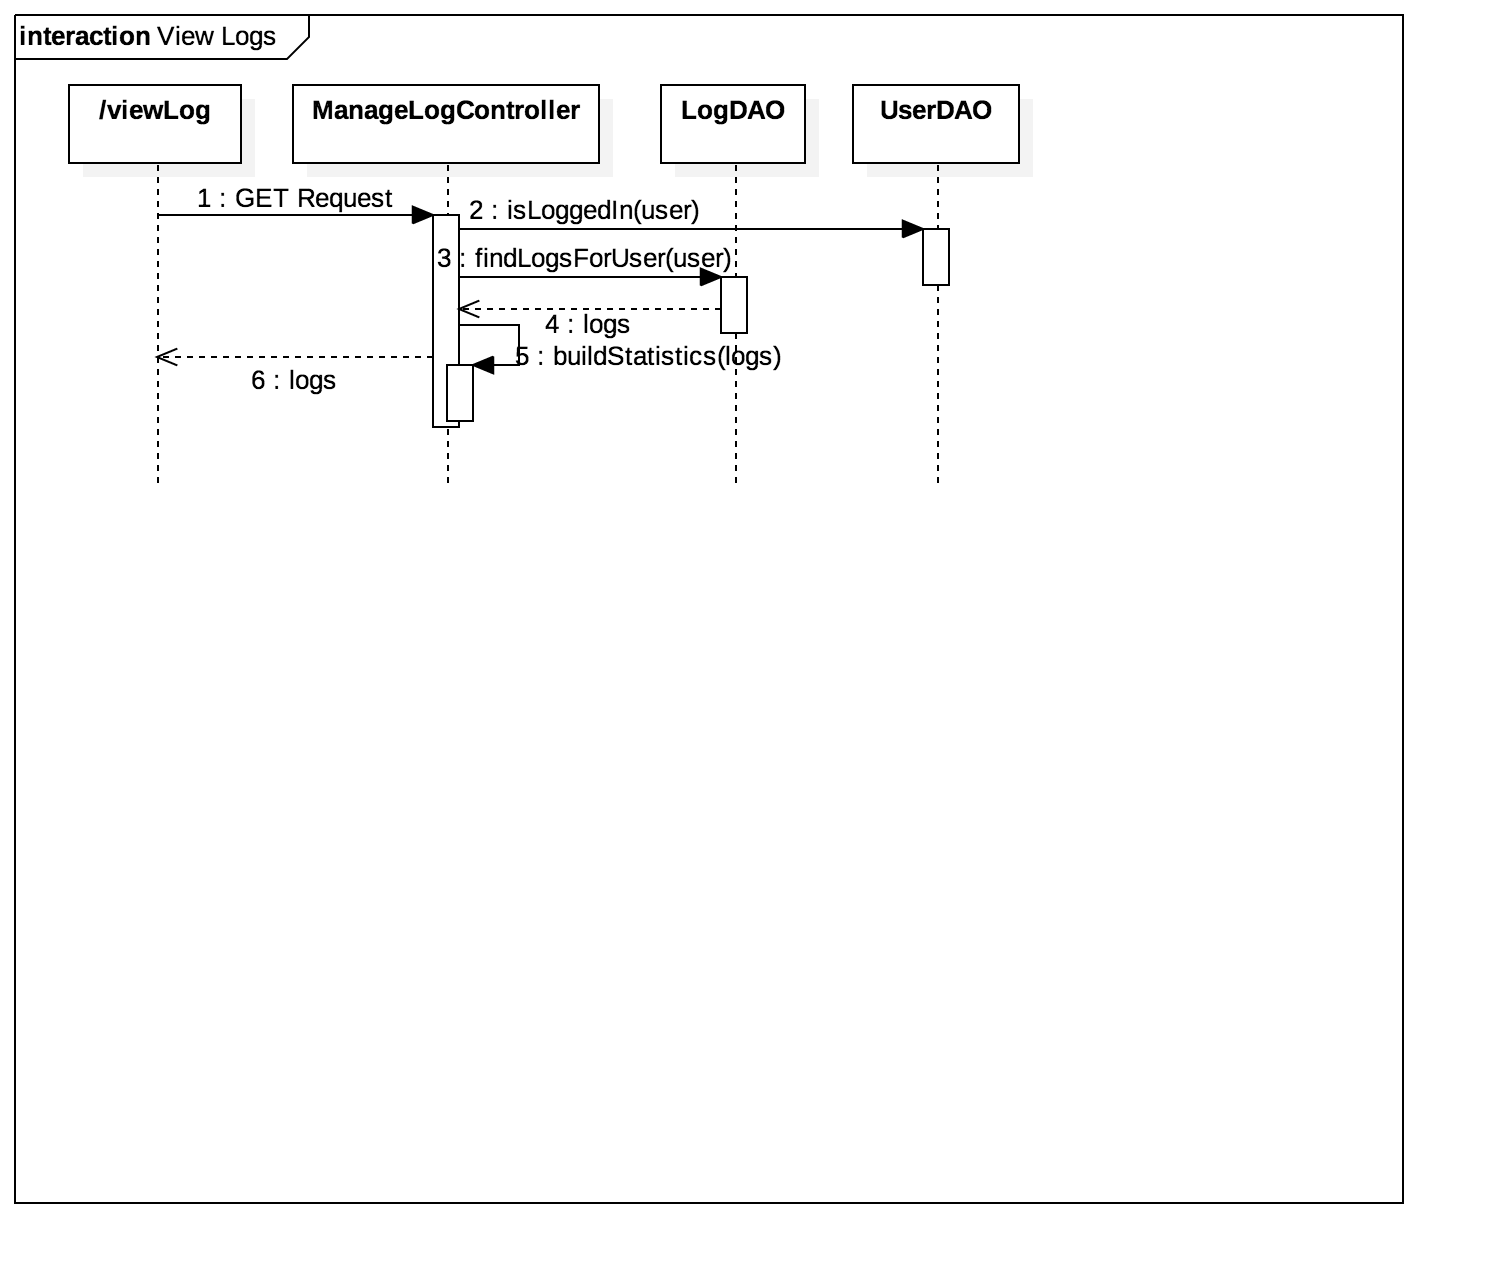 interaction View Logs
/viewLog
ManageLogController
LogDAO
UserDAO
1 : GET Request
2 : isLoggedIn(user)
3 : findLogsForUser(user)
4 : logs
5 : buildStatistics(logs)
6 : logs